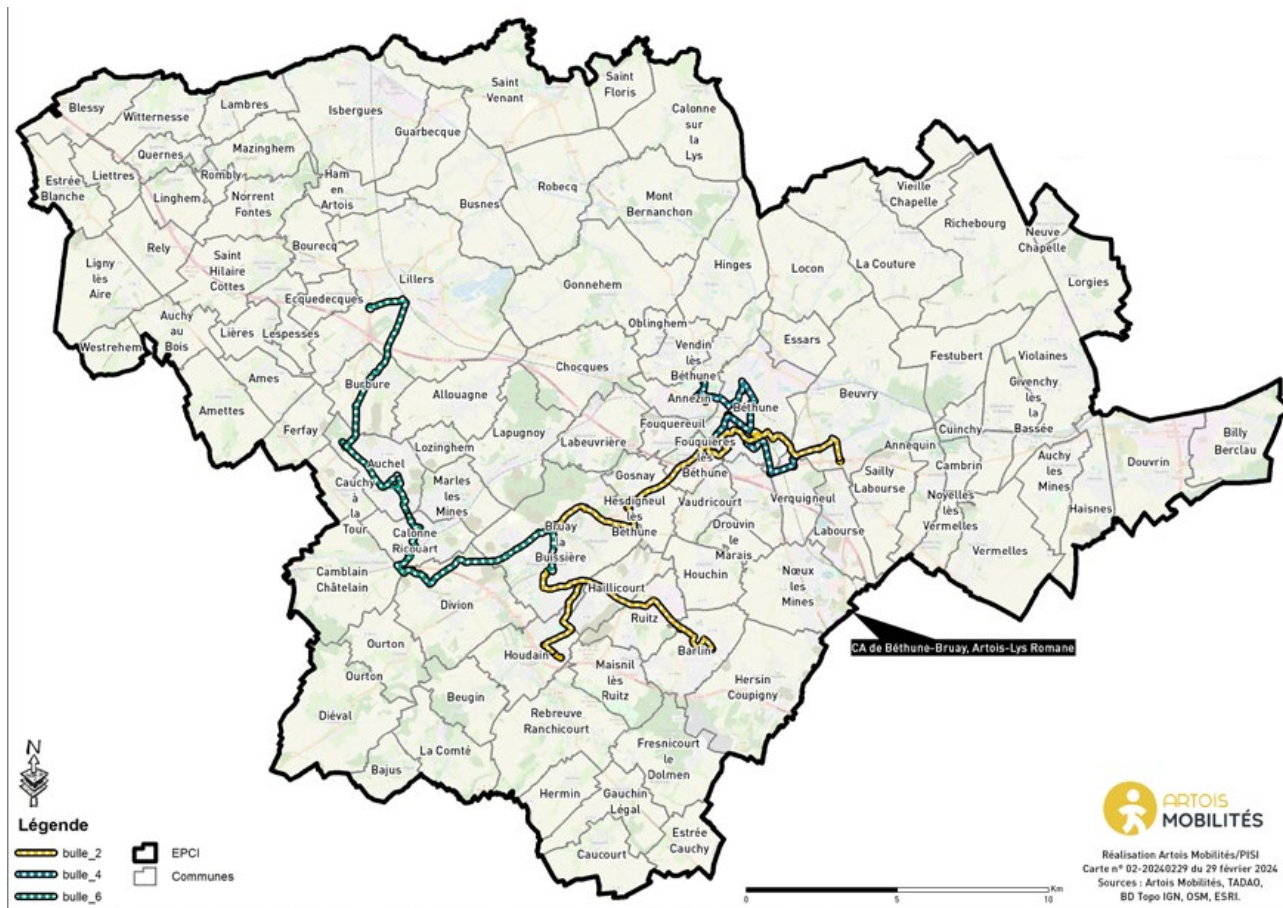 Blessy
Witternesse
Lambres
Isbergues
Saint
Venant
Saint
Floris
Guarbecque
Calonne
sur
la
Lys
Quernes
Mazinghem
Estrée
Blanche
Liettres
Rombly
Linghem
Norrent
Fontes
Ham
en
Artois
Busnes
Robecq
Mont
Bernanchon
Vieille
Chapelle
Richebourg
Neuve
Chapelle
Ligny
lès
Aire
Rely
Saint
Hilaire
Cottes
Bourecq
Lillers
Gonnehem
Hinges
Locon
La Couture
Lorgies
Ecquedecques
Auchy
au
Bois
Westrehem
Lières
Lespesses
Oblinghem
Essars
Vendin
lès
Béthune
Festubert
Violaines
Ames
Burbure
Allouagne
Chocques
Amettes
Annezin
Béthune
Beuvry
Givenchy
lès
la
Bassée
Ferfay
Lozinghem
Lapugnoy
Labeuvrière
Fouquereuil
Fouquières
lès
Béthune
Annequin
Cuinchy
Billy
Berclau
Auchel
Cauchy
à
la
Tour
Marles
les
Mines
Gosnay
Verquigneul
Sailly
Labourse
Cambrin
Auchy
les
Mines
Douvrin
Hesdigneul
lès
Béthune
Vaudricourt
Drouvin
le
Marais
Labourse
Noyelles
lès
Vermelles
Haisnes
Vermelles
Calonne
Ricouart
Bruay
la
Buissière
Houchin
Nœux
les
Mines
Camblain
Châtelain
Divion
Haillicourt
Ruitz
Ourton
Houdain
Barlin
CA de Béthune-Bruay, Artois-Lys Romane
Ourton
Maisnil
lès
Ruitz
Hersin
Coupigny
Diéval
Beugin
Rebreuve
Ranchicourt
La Comté
Fresnicourt
le
Dolmen
Bajus
Hermin
Gauchin
Légal
Caucourt
Estrée
Cauchy
N
Légende
bulle_2
bulle_4
bulle_6
EPCI
Communes
0
5
10
Km
ARTOIS
MOBILITÉS
Réalisation Artois Mobilités/PISI
Carte n° 02-20240229 du 29 février 2024
Sources : Artois Mobilités, TADAO,
BD Topo IGN, OSM, ESRI.